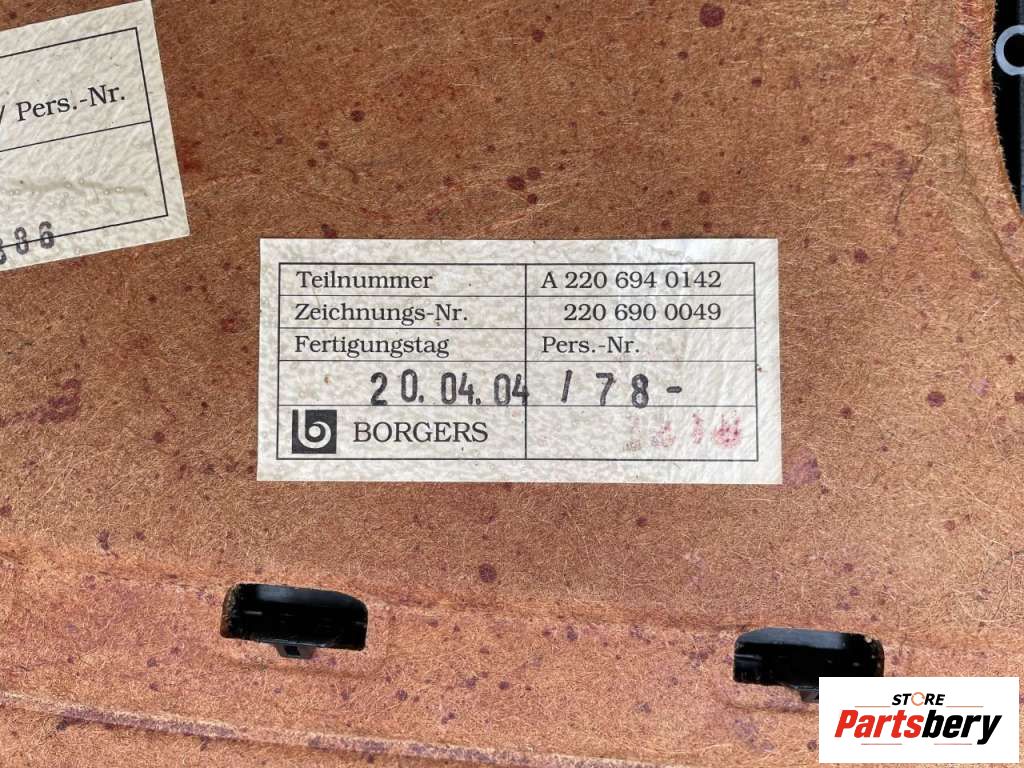 / Pers.-Nr.
886
Teilnummer A 220 694 0142
Zeichnungs-Nr. 220 690 0049
Fertigungstag Pers.-Nr.
20.04.04 / 78-
BORGERS
STORE
Partsbery